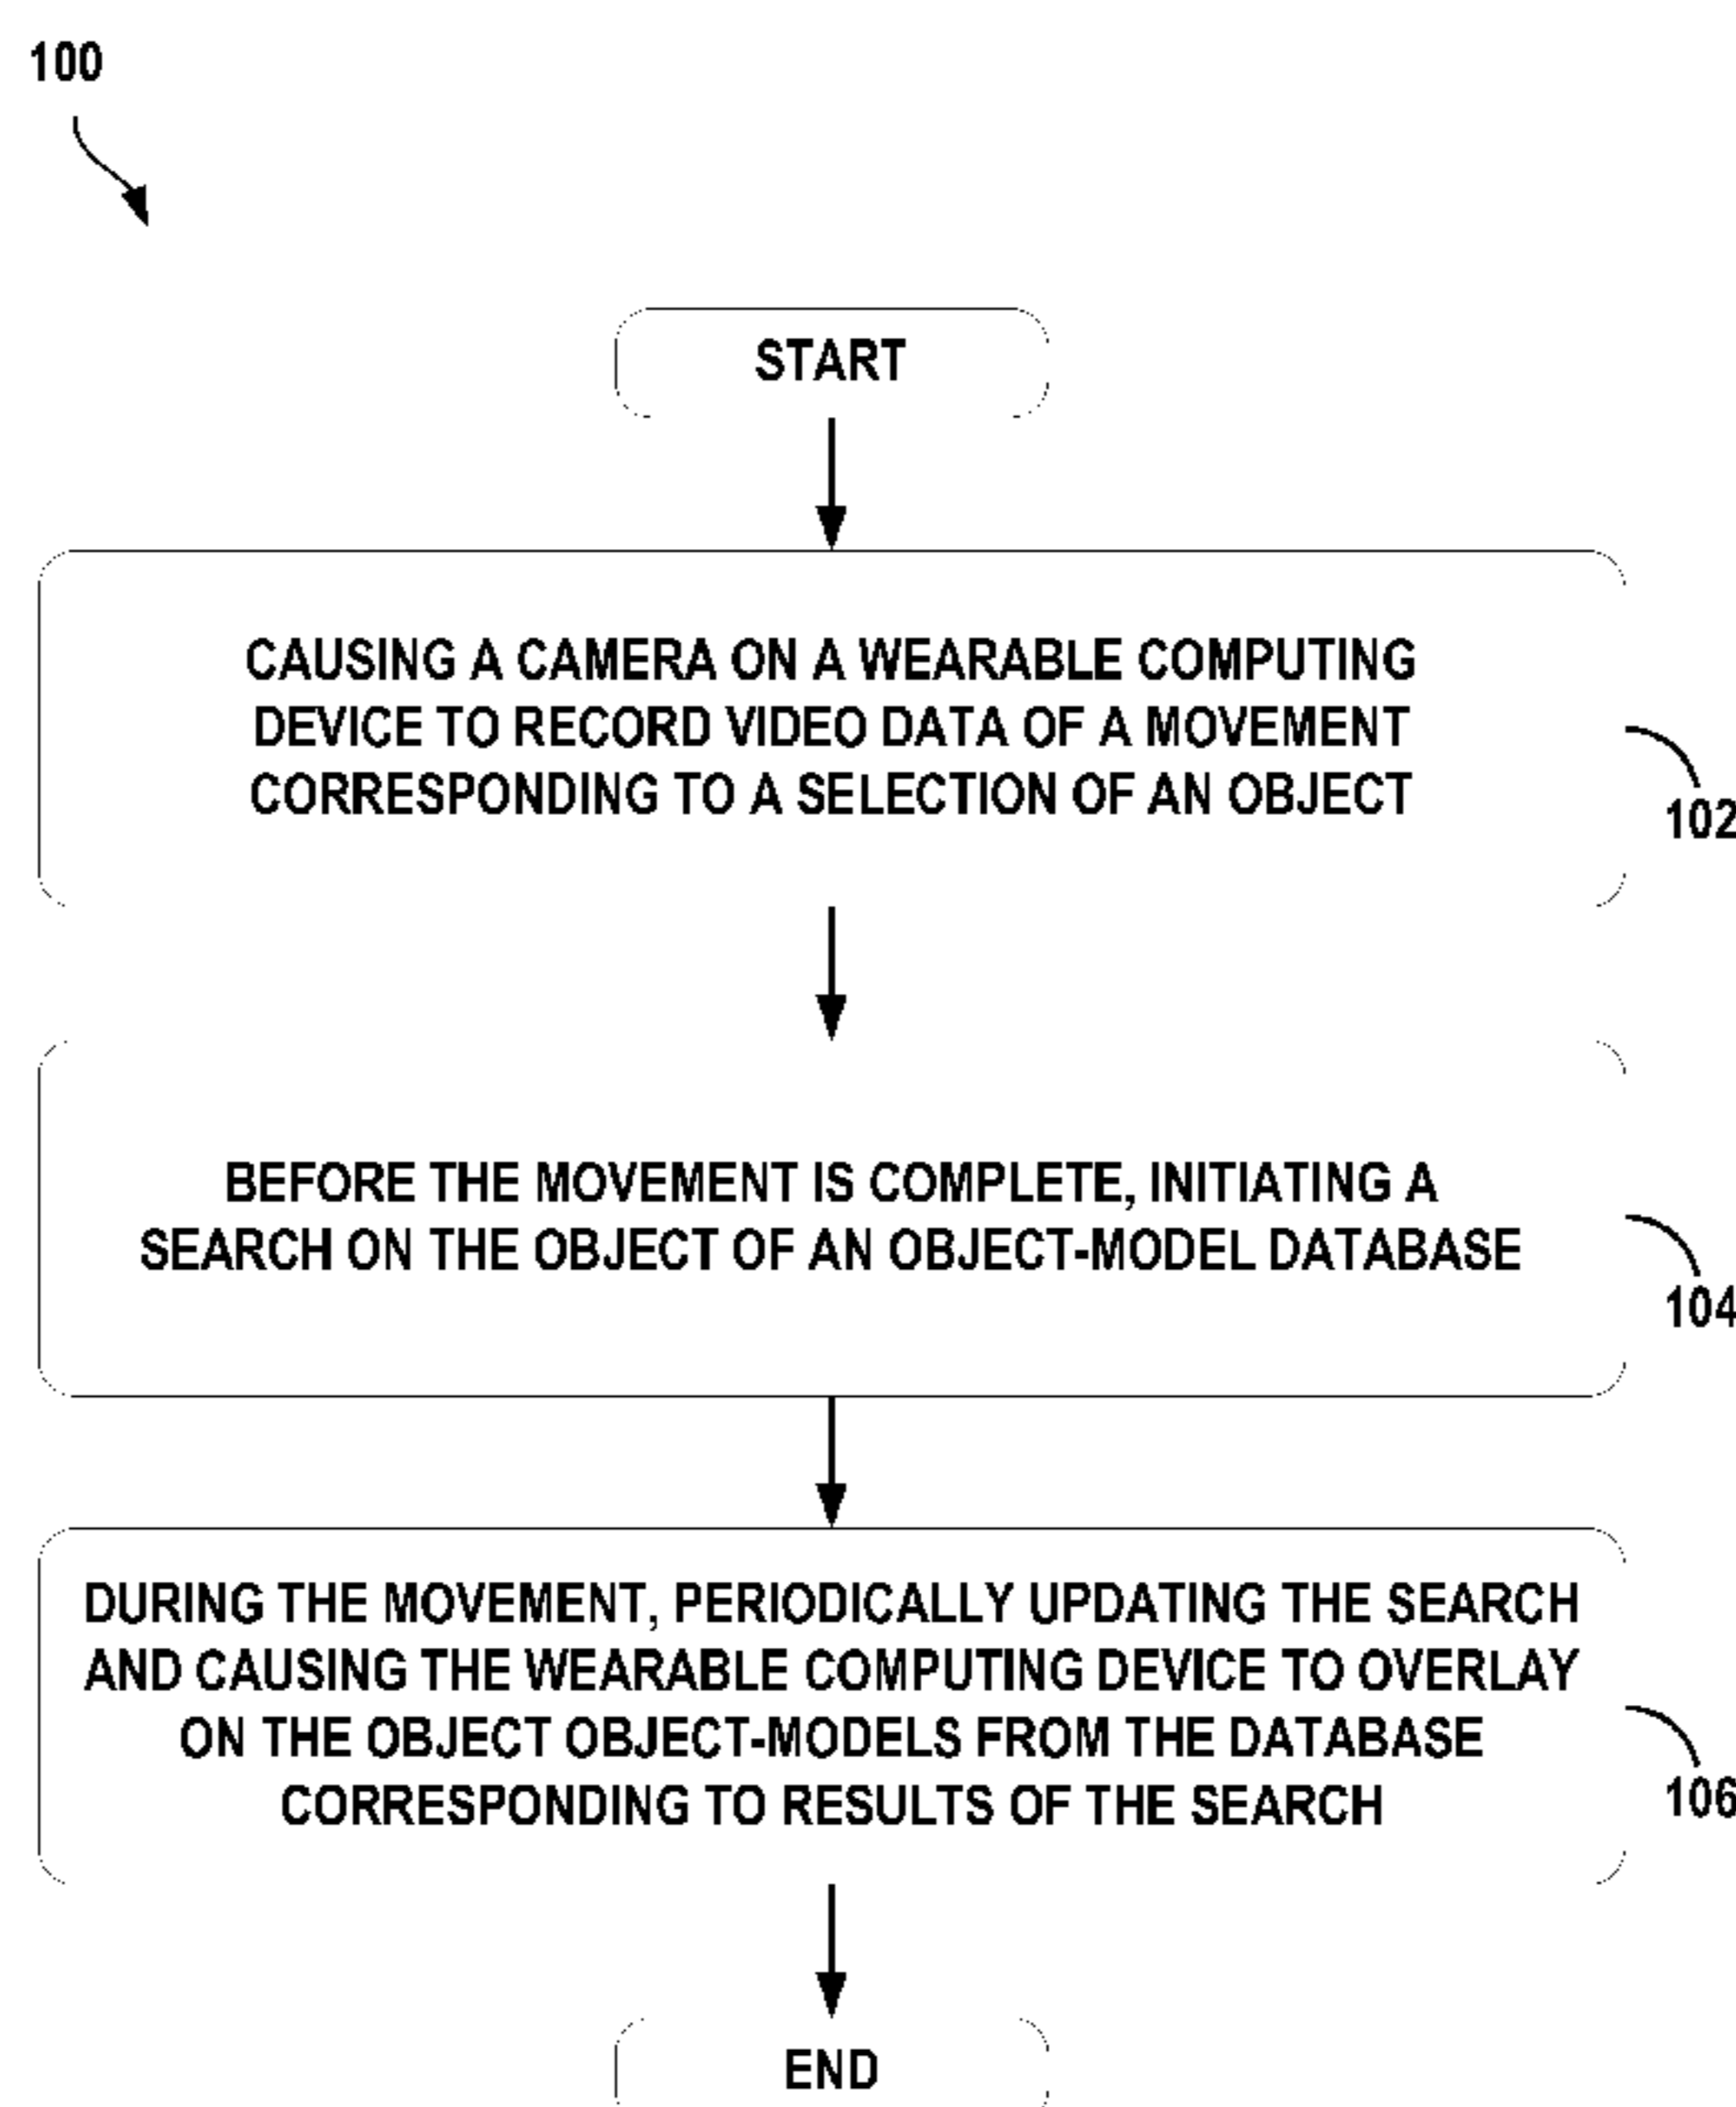 100
START
CAUSING A CAMERA ON A WEARABLE COMPUTING
DEVICE TO RECORD VIDEO DATA OF A MOVEMENT
CORRESPONDING TO A SELECTION OF AN OBJECT
102
BEFORE THE MOVEMENT IS COMPLETE, INITIATING A
SEARCH ON THE OBJECT OF AN OBJECT-MODEL DATABASE
104
DURING THE MOVEMENT, PERIODICALLY UPDATING THE SEARCH
AND CAUSING THE WEARABLE COMPUTING DEVICE TO OVERLAY
ON THE OBJECT OBJECT-MODELS FROM THE DATABASE
CORRESPONDING TO RESULTS OF THE SEARCH
106
END